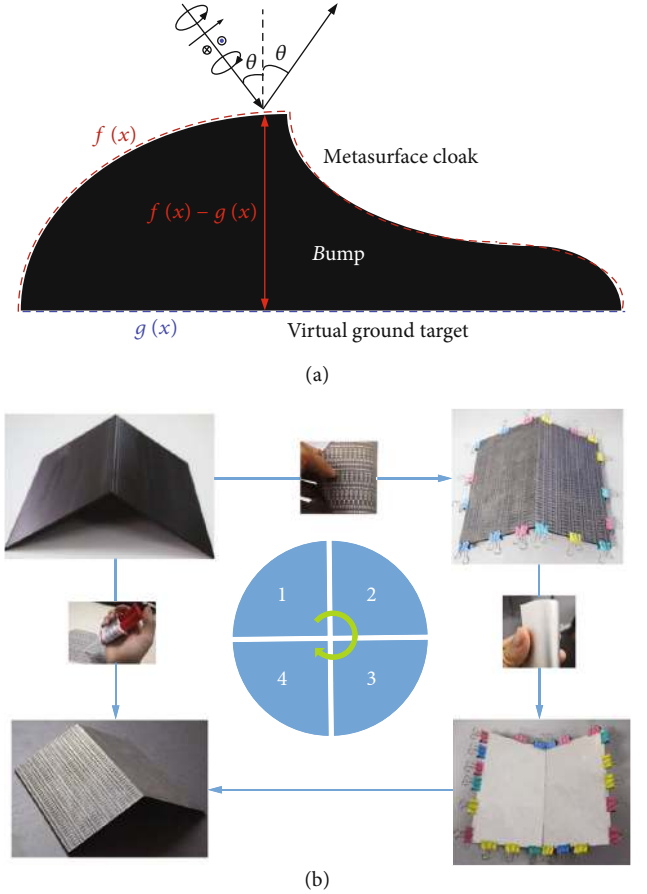 θ
θ
f (x)
Metasurface cloak
f (x) − g (x)
Bump
g (x)
Virtual ground target
(a)
1
2
4
3
(b)